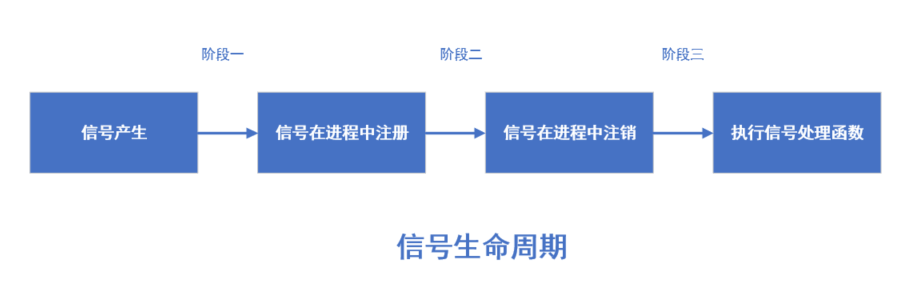 阶段一
阶段二
阶段三
信号产生
信号在进程中注册
信号在进程中注销
执行信号处理函数
信号生命周期